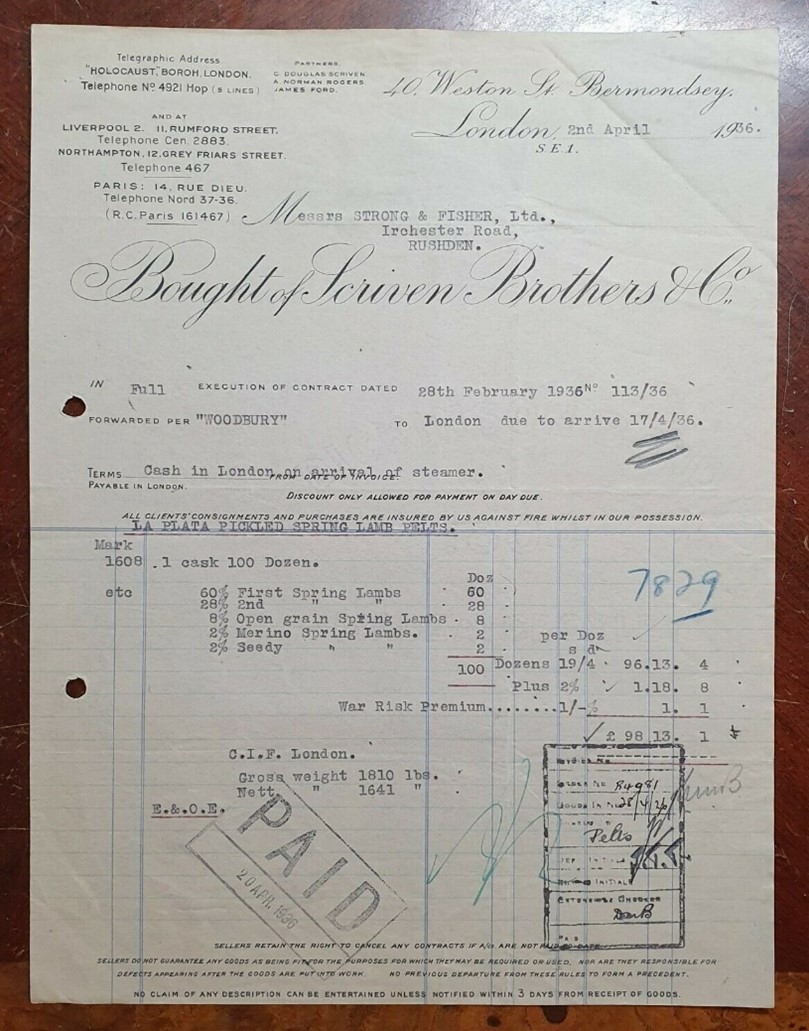 Telegraphic Address
"HOLOCAUST," BOROH, LONDON.
Telephone No 4921 Hop (5 LINES)
PARTNERS.
C. DOUGLAS SCRIVEN
A. NORMAN ROGERS
JAMES FORD.
40, Weston St. Bermondsey,
London, 2nd April 1936.
S.E.1.
AND AT
LIVERPOOL 2. 11, RUMFORD STREET.
Telephone Cen. 2883.
NORTHAMPTON, 12, GREY FRIARS STREET.
Telephone 467
PARIS: 14, RUE DIEU.
Telephone Nord 37-36.
(R.C. Paris 161467)
Messrs STRONG & FISHER, Ltd.,
Irchester Road,
RUSHDEN.
Bought of Scriven Brothers & Co.,
IN Full EXECUTION OF CONTRACT DATED 28th February 1936 No 113/36
FORWARDED PER "WOODBURY" TO London due to arrive 17/4/36.
TERMS Cash in London on arrival of steamer.
FROM DATE OF INVOICE.
PAYABLE IN LONDON.
DISCOUNT ONLY ALLOWED FOR PAYMENT ON DAY DUE.
ALL CLIENTS' CONSIGNMENTS AND PURCHASES ARE INSURED BY US AGAINST FIRE WHILST IN OUR POSSESSION.
LA PLATA PICKLED SPRING LAMB PELTS.
Mark
1608 .1 cask 100 Dozen.
7829
Doz
etc 60% First Spring Lambs 60
28% 2nd " " 28
8% Open grain Spring Lambs 8
2% Merino Spring Lambs. 2 per Doz
2% Seedy " " 2 s d
100 Dozens 19/4 96.13. 4
Plus 2% 1.18. 8
War Risk Premium........1/-% 1. 1
£ 98 13. 1
C.I.F. London.
Gross weight 1810 lbs.
Nett. " 1641 "
E.&.O.E.
PAID
20 APR. 1936
INVOICE No
ORDER No 84981
GOODS IN No
Pelts
INITIALS
EXTENSIONS CHECKED
PAID
SELLERS RETAIN THE RIGHT TO CANCEL ANY CONTRACTS IF A/cs ARE NOT PAID TO DATE.
SELLERS DO NOT GUARANTEE ANY GOODS AS BEING FIT FOR THE PURPOSES FOR WHICH THEY MAY BE REQUIRED OR USED, NOR ARE THEY RESPONSIBLE FOR
DEFECTS APPEARING AFTER THE GOODS ARE PUT INTO WORK. NO PREVIOUS DEPARTURE FROM THESE RULES TO FORM A PRECEDENT.
NO CLAIM OF ANY DESCRIPTION CAN BE ENTERTAINED UNLESS NOTIFIED WITHIN 3 DAYS FROM RECEIPT OF GOODS.